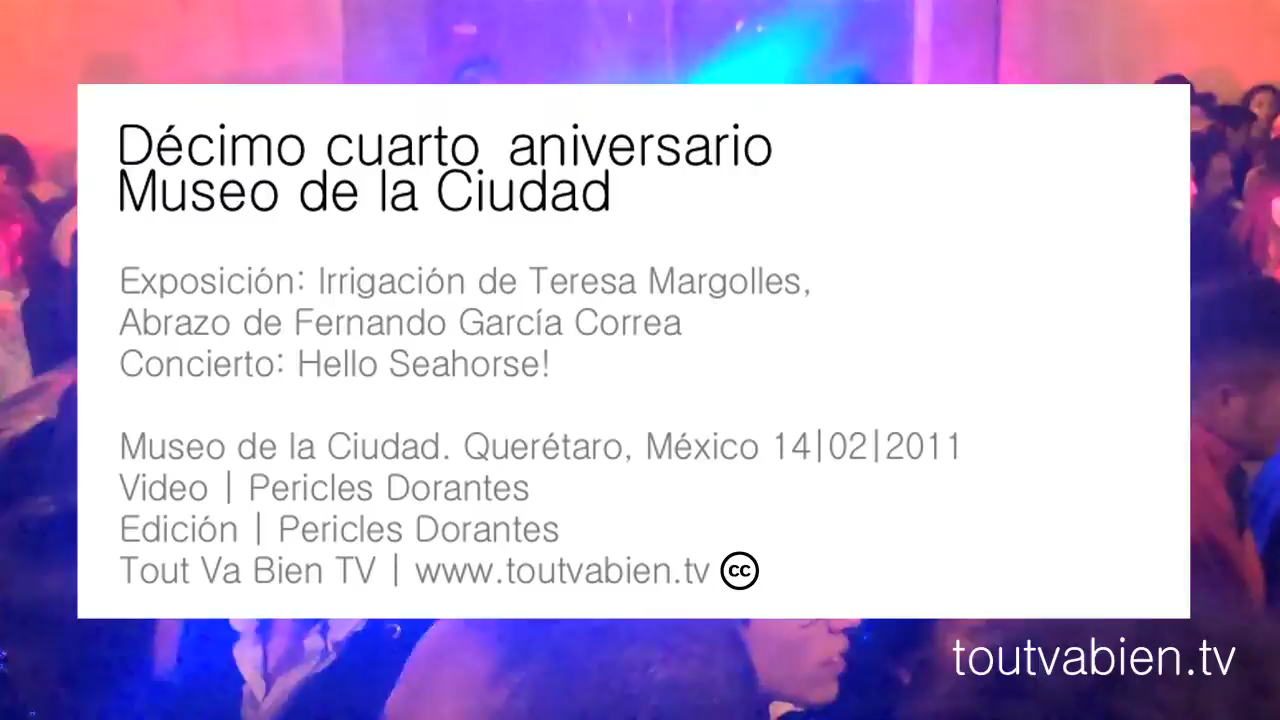 Décimo cuarto aniversario
Museo de la Ciudad
Exposición: Irrigación de Teresa Margolles,
Abrazo de Fernando García Correa
Concierto: Hello Seahorse!
Museo de la Ciudad. Querétaro, México 14|02|2011
Video | Pericles Dorantes
Edición | Pericles Dorantes
Tout Va Bien TV | www.toutvabien.tv cc
toutvabien.tv